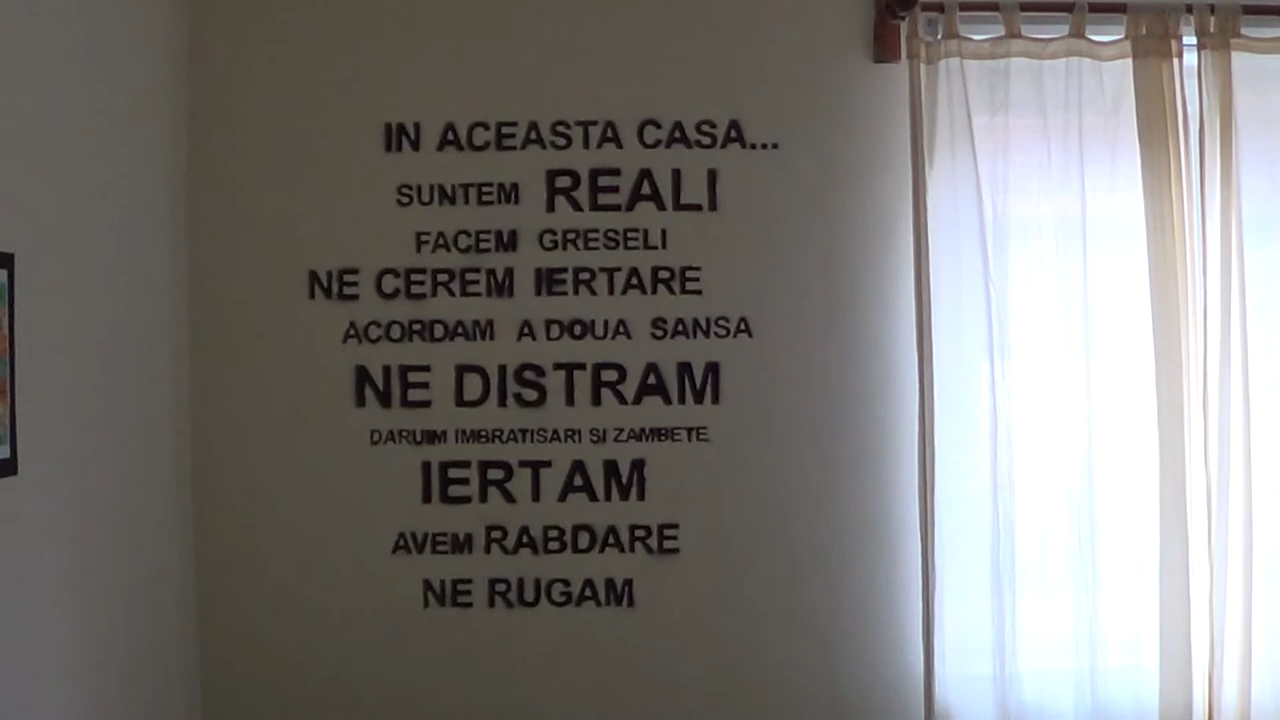 IN ACEASTA CASA...
SUNTEM REALI
FACEM GRESELI
NE CEREM IERTARE
ACORDAM A DOUA SANSA
NE DISTRAM
DARUIM IMBRATISARI SI ZAMBETE
IERTAM
AVEM RABDARE
NE RUGAM